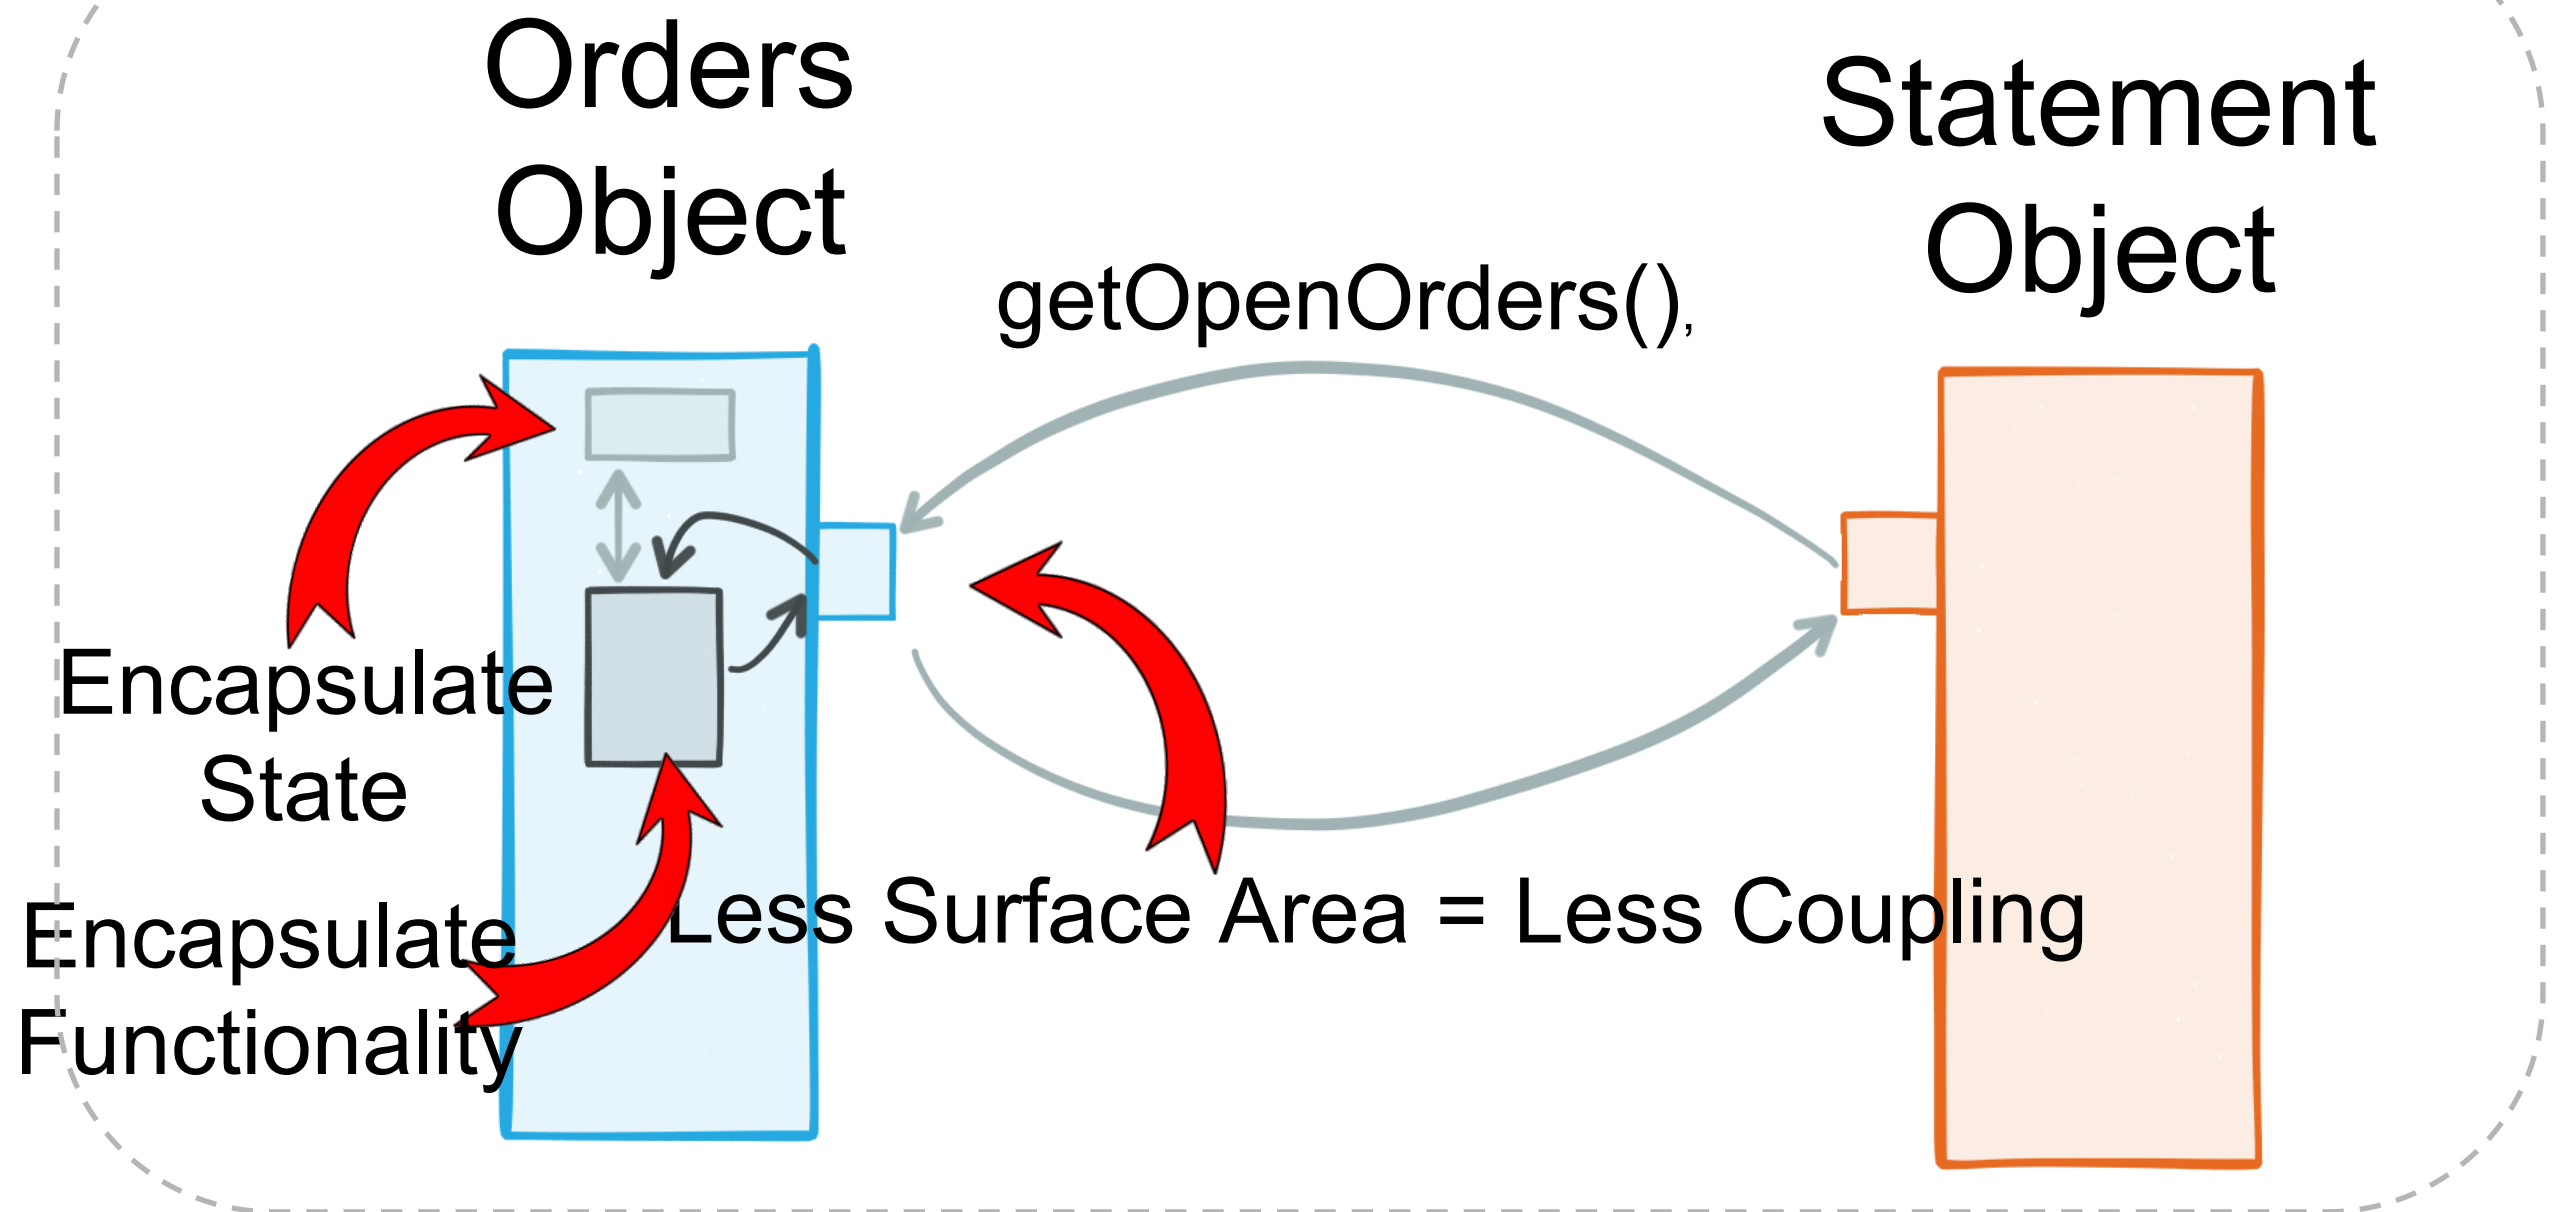 Orders
Object
Statement
Object
getOpenOrders(),
Encapsulate
State
Less Surface Area = Less Coupling
Encapsulate
Functionality